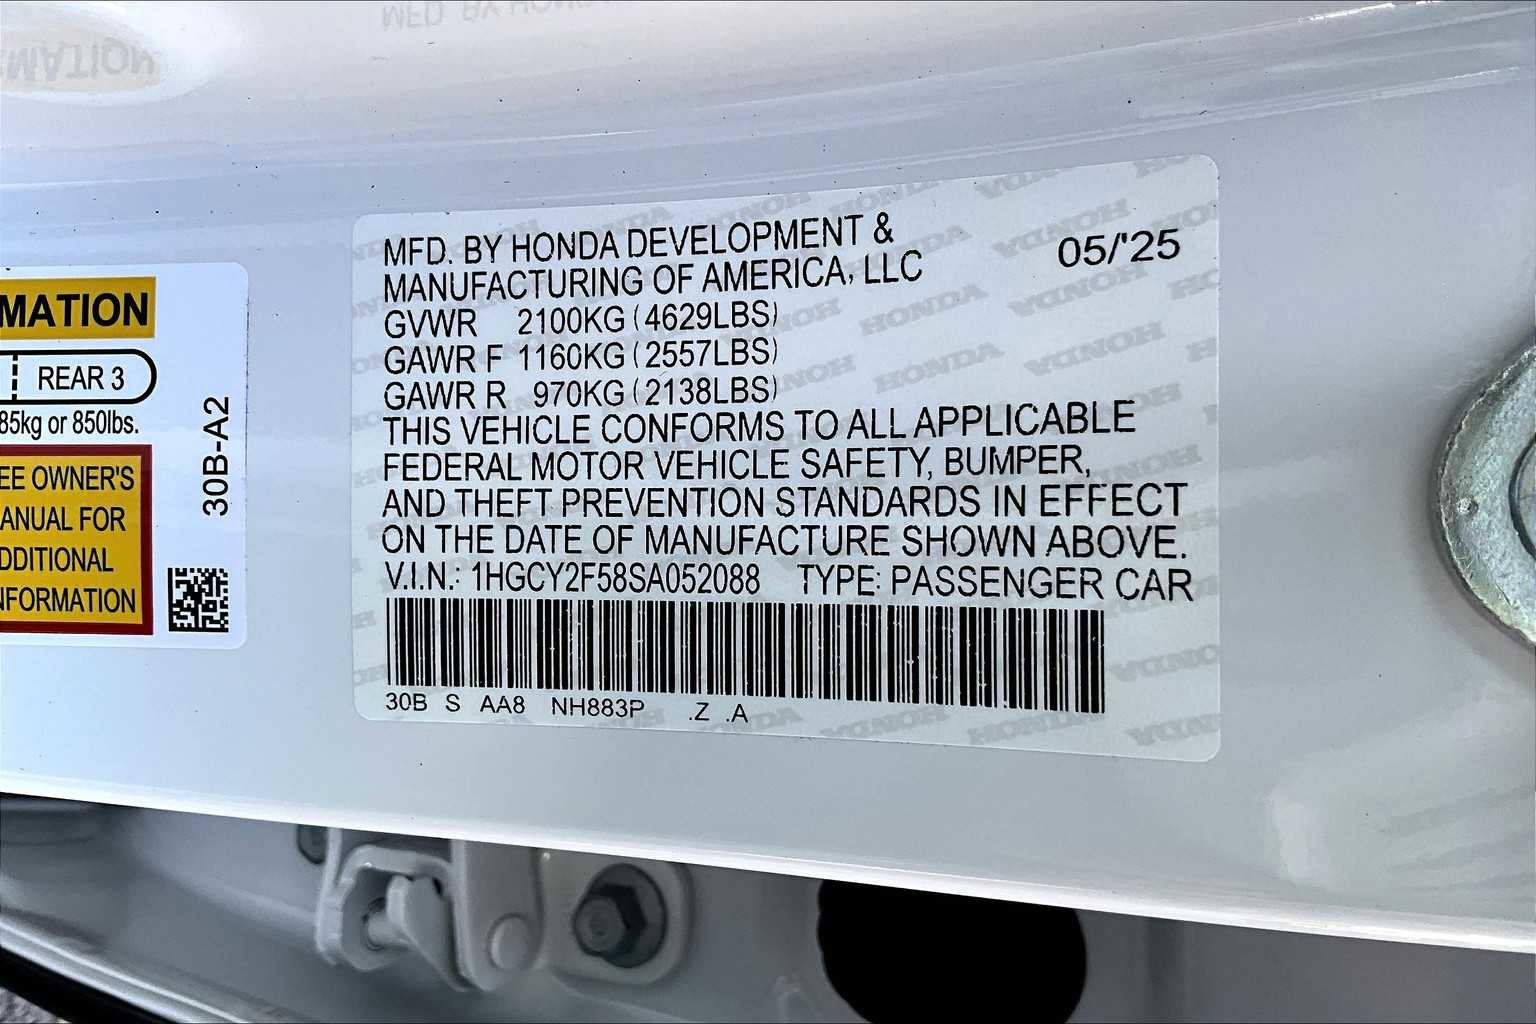 MFD. BY HONDA DEVELOPMENT &
MANUFACTURING OF AMERICA, LLC
05/'25
GVWR 2100KG (4629LBS)
GAWR F 1160KG (2557LBS)
GAWR R 970KG (2138LBS)
THIS VEHICLE CONFORMS TO ALL APPLICABLE
FEDERAL MOTOR VEHICLE SAFETY, BUMPER,
AND THEFT PREVENTION STANDARDS IN EFFECT
ON THE DATE OF MANUFACTURE SHOWN ABOVE.
V.I.N.: 1HGCY2F58SA052088 TYPE: PASSENGER CAR
30B S AA8 NH883P .Z .A
MATION
REAR 3
85kg or 850lbs.
EE OWNER'S
ANUAL FOR
DDITIONAL
NFORMATION
30B-A2
HONDA